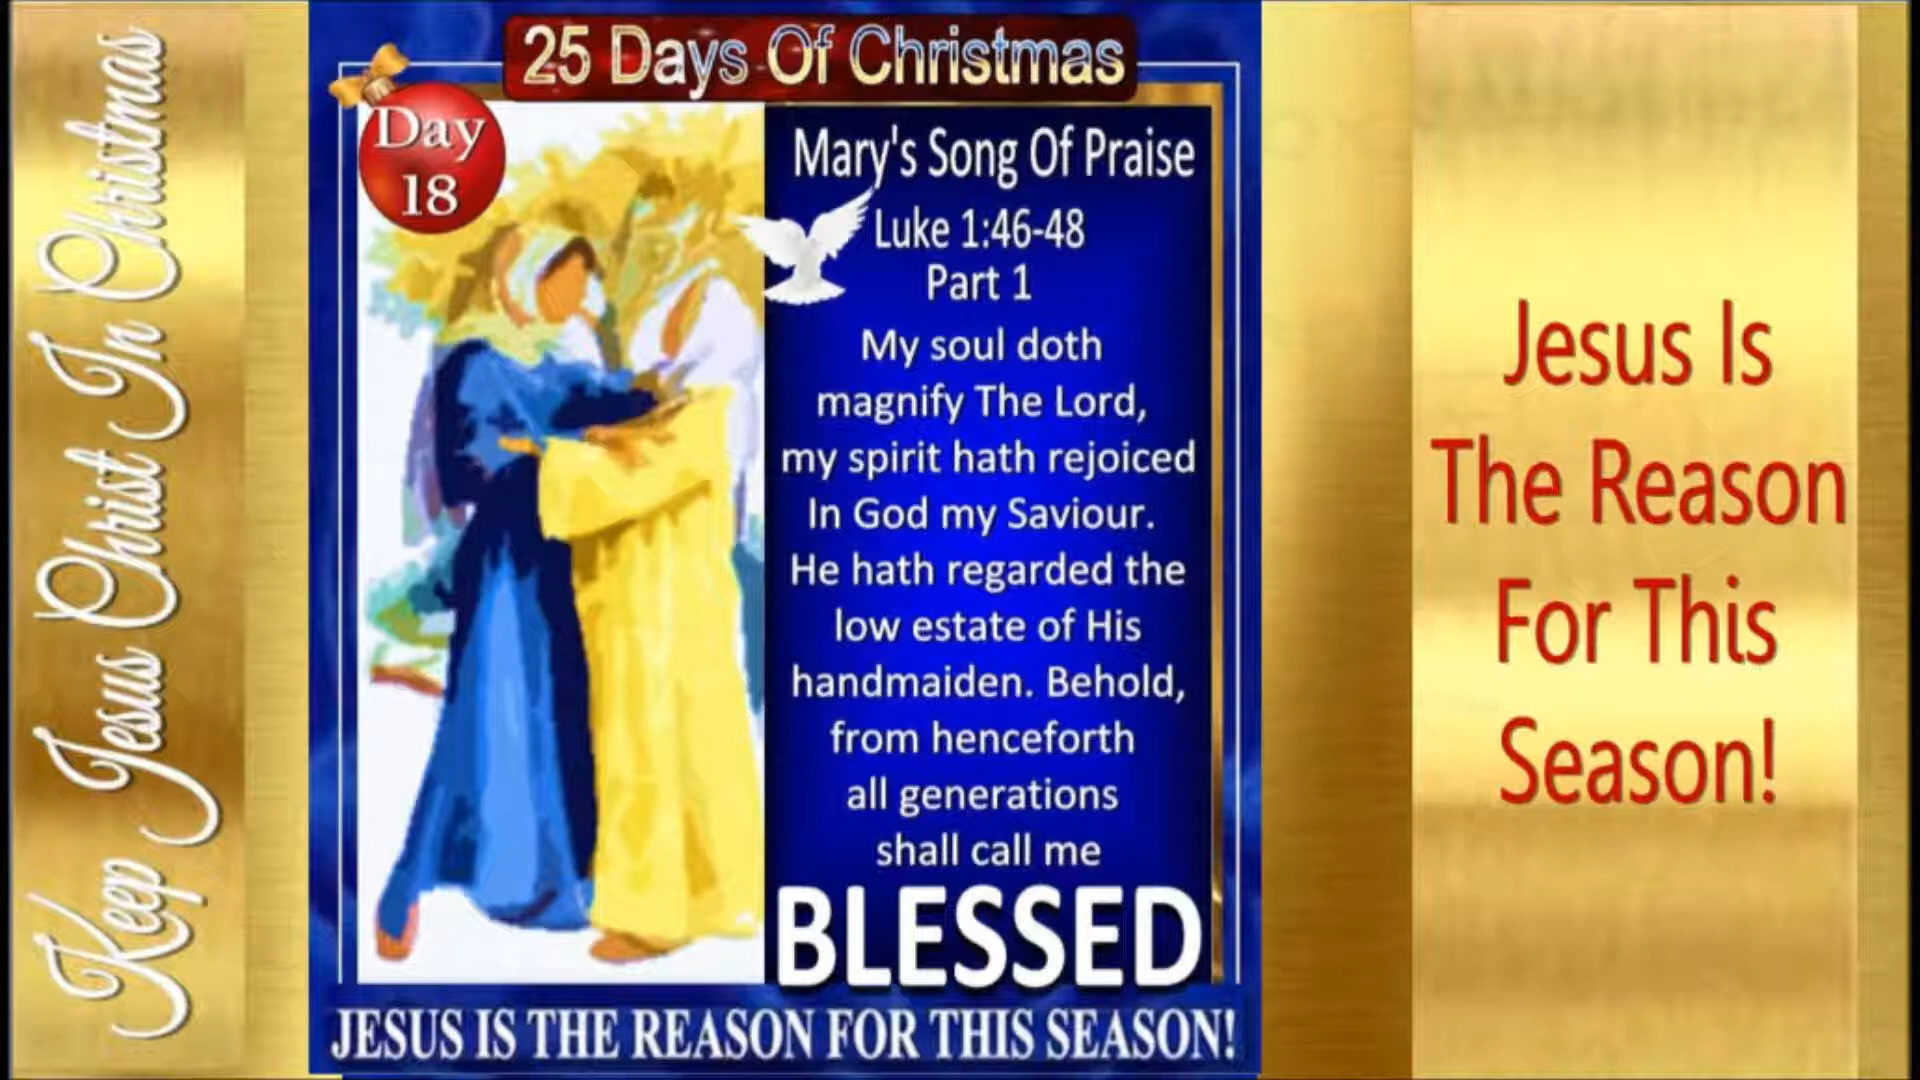 Keep Jesus Christ In Christmas
25 Days Of Christmas
Day
18
Mary's Song Of Praise
Luke 1:46-48
Part 1
My soul doth
magnify The Lord,
my spirit hath rejoiced
In God my Saviour.
He hath regarded the
low estate of His
handmaiden. Behold,
from henceforth
all generations
shall call me
BLESSED
JESUS IS THE REASON FOR THIS SEASON!
Jesus Is
The Reason
For This
Season!